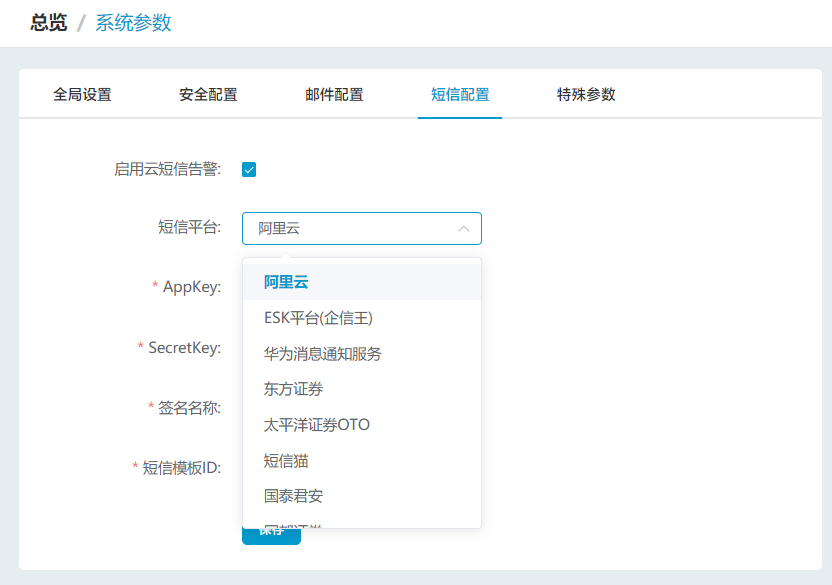 总览 / 系统参数
全局设置 安全配置 邮件配置 短信配置 特殊参数
启用云短信告警:
短信平台: 阿里云
* AppKey:
阿里云
ESK平台(企信王)
* SecretKey:
华为消息通知服务
东方证券
* 签名名称:
太平洋证券OTO
* 短信模板ID:
短信猫
国泰君安
保存